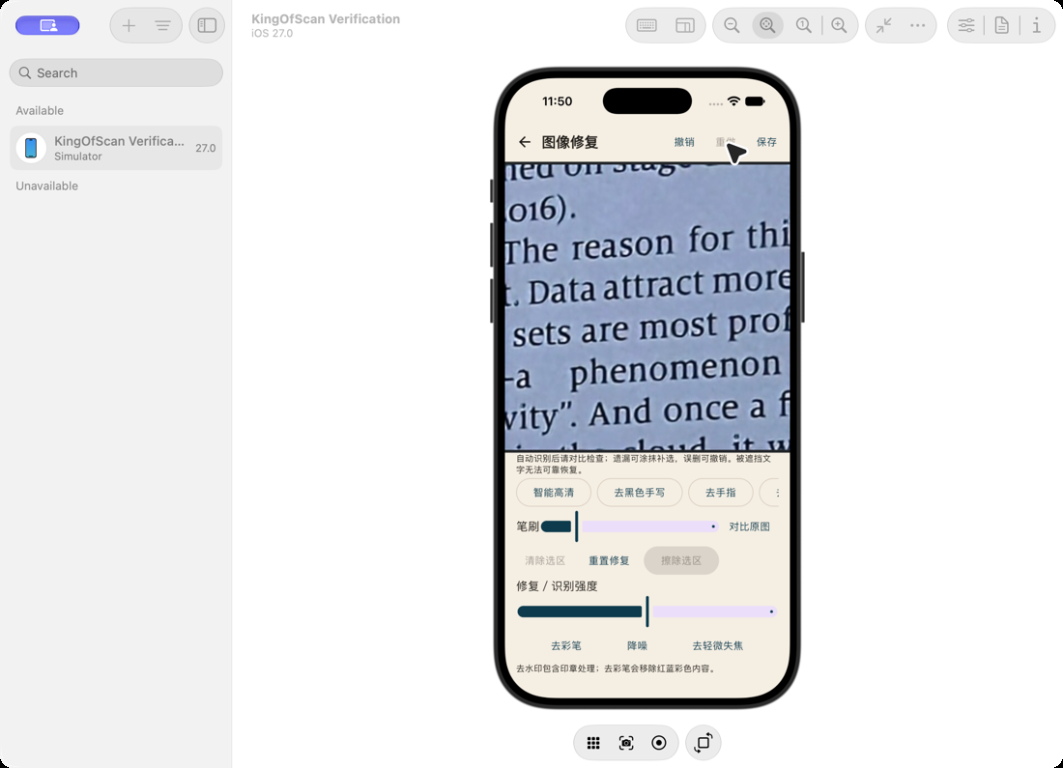 KingOfScan Verification
iOS 27.0
Search
Available
KingOfScan Verifica...
Simulator
27.0
Unavailable
11:50
图像修复
撤销
保存
ned on stage
2016).
The reason for thi
t. Data attract more
sets are most prof
-a phenomenon
vity”. And once a f
cloud, it w
自动识别后请对比检查；遗漏可涂抹补选，误删可撤销。被遮挡文
字无法可靠恢复。
智能高清
去黑色手写
去手指
笔刷
对比原图
清除选区
重置修复
擦除选区
修复 / 识别强度
去彩笔
降噪
去轻微失焦
去水印包含印章处理；去彩笔会移除红蓝彩色内容。